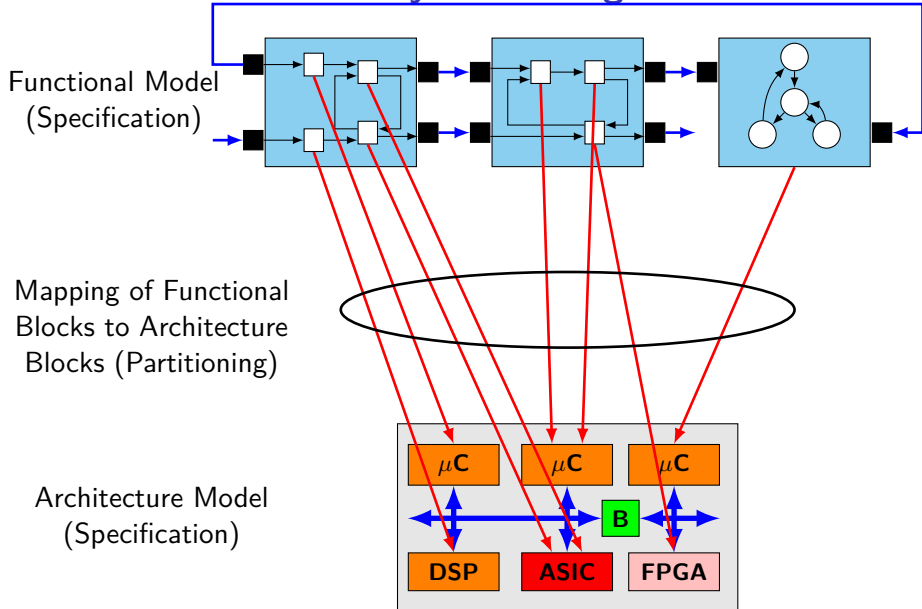 Functional Model
(Specification)
Mapping of Functional
Blocks to Architecture
Blocks (Partitioning)
Architecture Model
(Specification)
μC
μC
μC
B
DSP
ASIC
FPGA